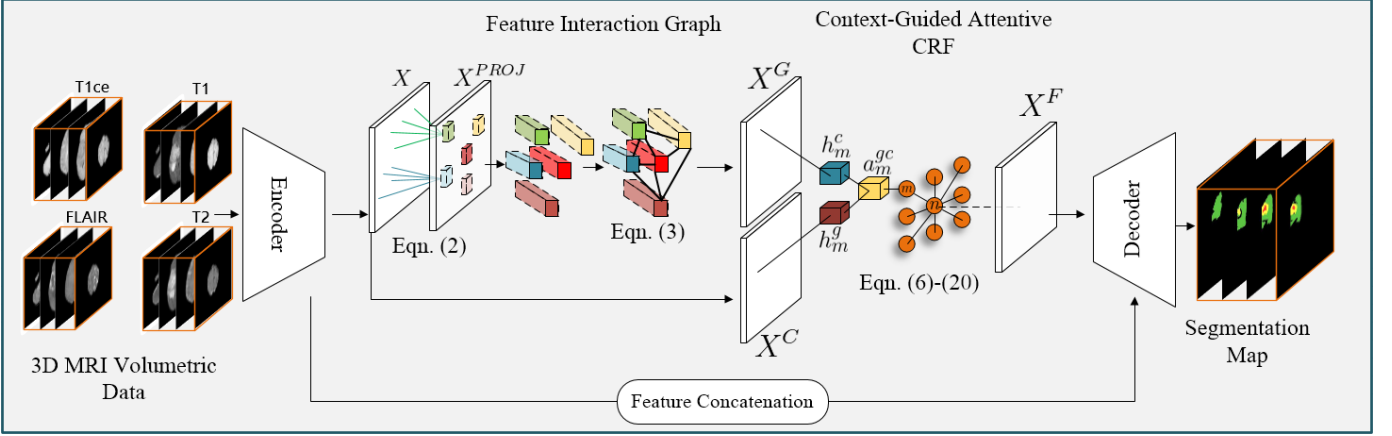 Feature Interaction Graph
Context-Guided Attentive
CRF
T1ce
T1
FLAIR
T2
3D MRI Volumetric
Data
Encoder
X
X^{PROJ}
Eqn. (2)
Eqn. (3)
X^G
X^C
h_m^c
a_m^{gc}
h_m^g
m
n
Eqn. (6)-(20)
X^F
Decoder
Segmentation
Map
Feature Concatenation